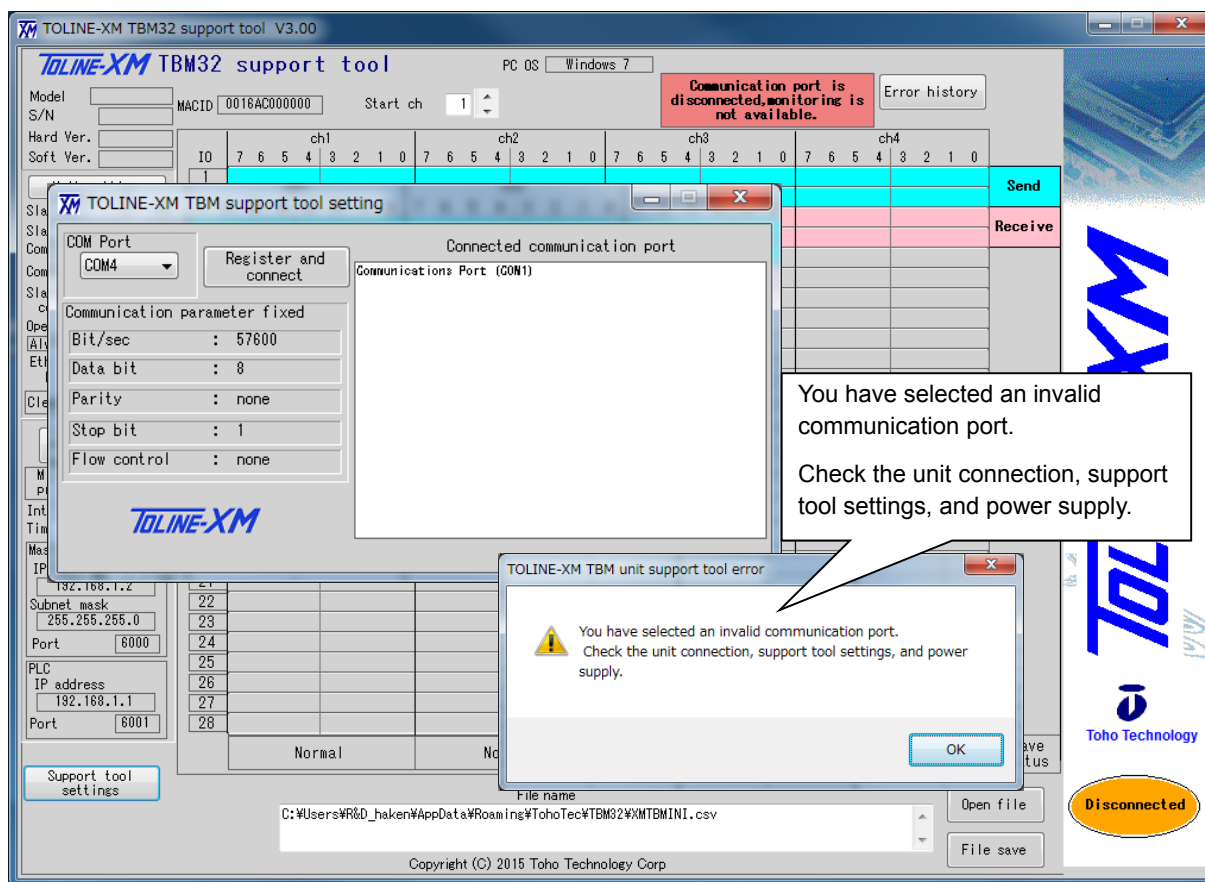 TOLINE-XM TBM32 support tool V3.00
TOLINE-XM TBM32 support tool
PC OS Windows 7
Communication port is
disconnected,monitoring is
not available.
Error history
Model
S/N
MACID 0016AC000000
Start ch 1
Hard Ver.
Soft Ver.
ch1 ch2 ch3 ch4
IO 7 6 5 4 3 2 1 0 7 6 5 4 3 2 1 0 7 6 5 4 3 2 1 0 7 6 5 4 3 2 1 0
1
Send
Receive
TOLINE-XM TBM support tool setting
COM Port
COM4
Register and
connect
Connected communication port
Communications Port (COM1)
Communication parameter fixed
Bit/sec : 57600
Data bit : 8
Parity : none
Stop bit : 1
Flow control : none
TOLINE-XM
You have selected an invalid
communication port.
Check the unit connection, support
tool settings, and power supply.
TOLINE-XM TBM unit support tool error
You have selected an invalid communication port.
Check the unit connection, support tool settings, and power
supply.
OK
IP
192.168.1.2
Subnet mask
255.255.255.0
Port 6000
PLC
IP address
192.168.1.1
Port 6001
21
22
23
24
25
26
27
28
Normal
Support tool
settings
File name
C:¥Users¥R&D_haken¥AppData¥Roaming¥TohoTec¥TBM32¥XMTBMINI.csv
Open file
File save
Copyright (C) 2015 Toho Technology Corp
Toho Technology
Disconnected